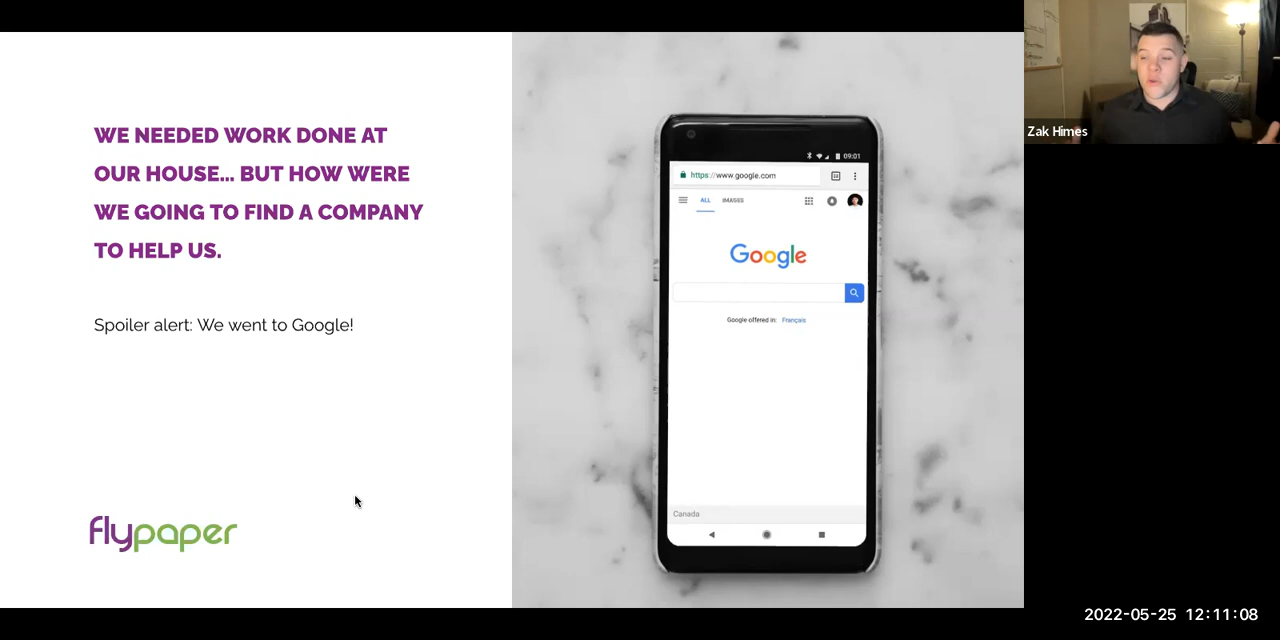 WE NEEDED WORK DONE AT
OUR HOUSE... BUT HOW WERE
WE GOING TO FIND A COMPANY
TO HELP US.
Spoiler alert: We went to Google!
flypaper
09:01
https://www.google.com
ALL IMAGES
Google
Google offered in: Français
Canada
Zak Himes
2022-05-25 12:11:08